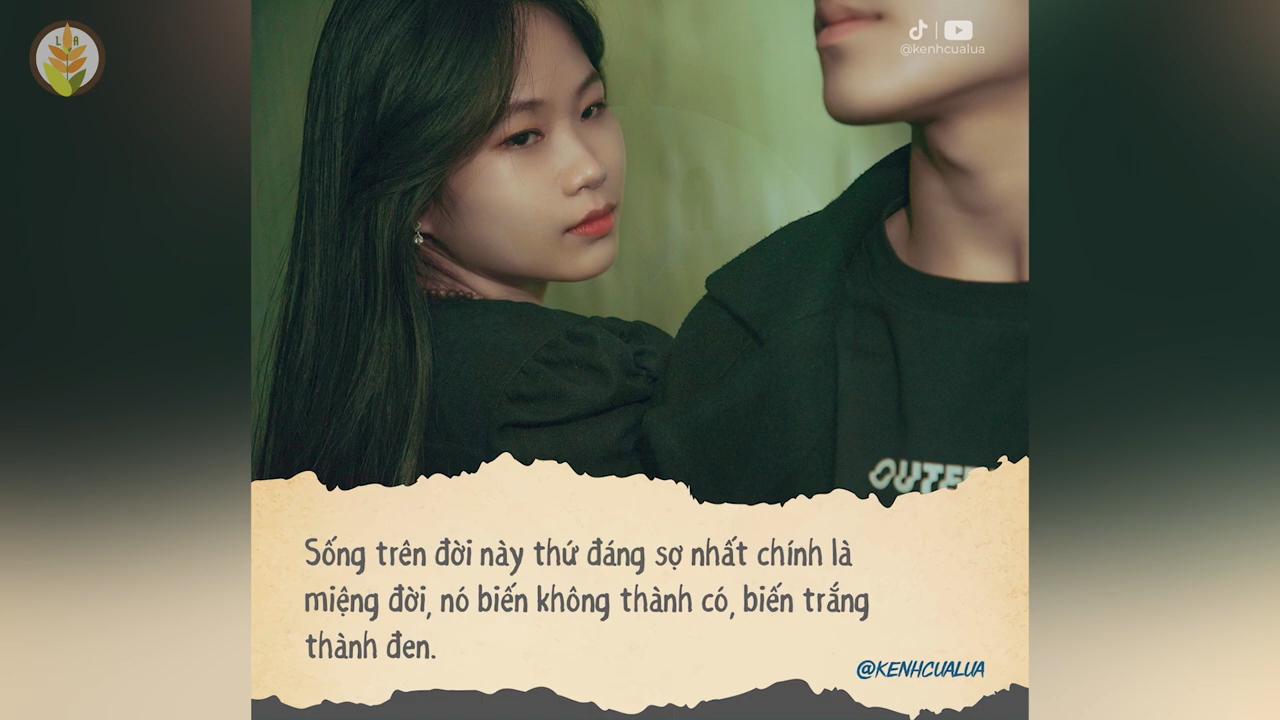 L A
@kenhcualua
OUTE
Sống trên đời này thứ đáng sợ nhất chính là
miệng đời, nó biến không thành có, biến trắng
thành đen.
@KENHCUALUA